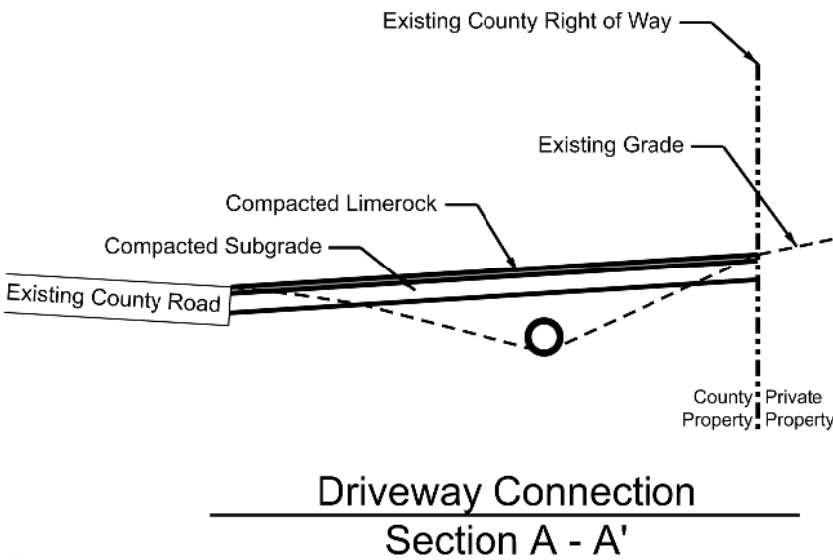 Existing County Right of Way
Existing Grade
Compacted Limerock
Compacted Subgrade
Existing County Road
County Private
Property Property
Driveway Connection
Section A - A'